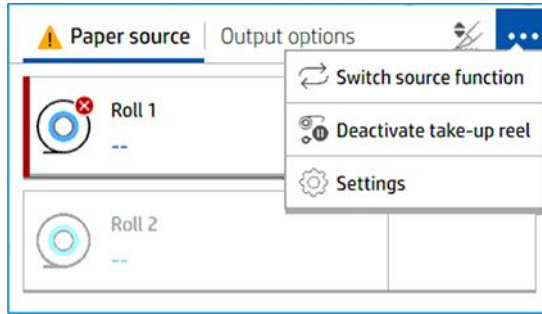 Paper source
Output options
Switch source function
Roll 1
--
Deactivate take-up reel
Settings
Roll 2
--